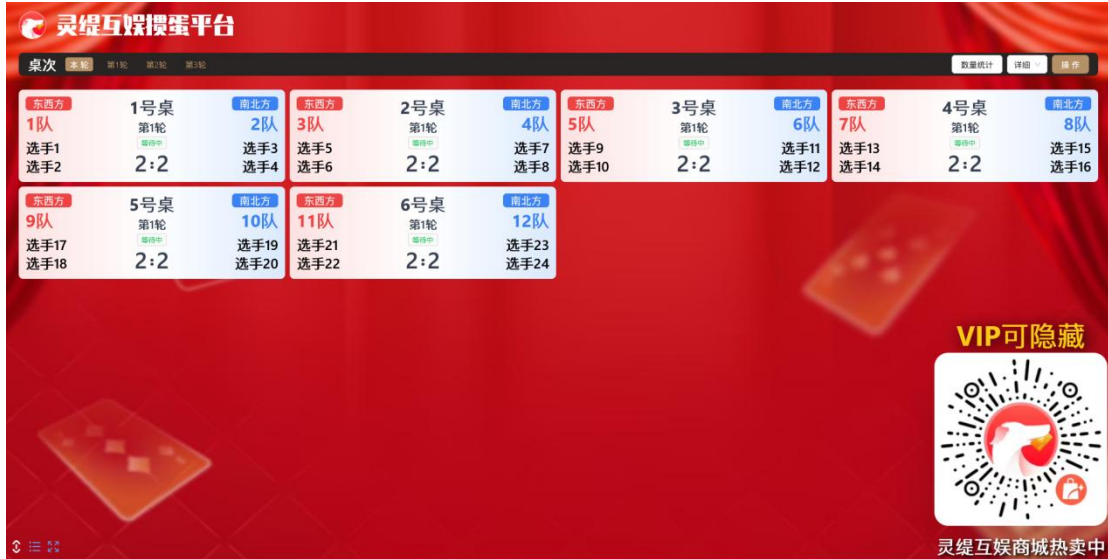 灵缇互娱掼蛋平台
桌次 本轮 第1轮 第2轮 第3轮 数量统计 详细 操作
东西方 1号桌 南北方
1队 第1轮 2队
等待中
选手1 选手3
选手2 2:2 选手4
东西方 2号桌 南北方
3队 第1轮 4队
等待中
选手5 选手7
选手6 2:2 选手8
东西方 3号桌 南北方
5队 第1轮 6队
等待中
选手9 选手11
选手10 2:2 选手12
东西方 4号桌 南北方
7队 第1轮 8队
等待中
选手13 选手15
选手14 2:2 选手16
东西方 5号桌 南北方
9队 第1轮 10队
等待中
选手17 选手19
选手18 2:2 选手20
东西方 6号桌 南北方
11队 第1轮 12队
等待中
选手21 选手23
选手22 2:2 选手24
VIP可隐藏
灵缇互娱商城热卖中